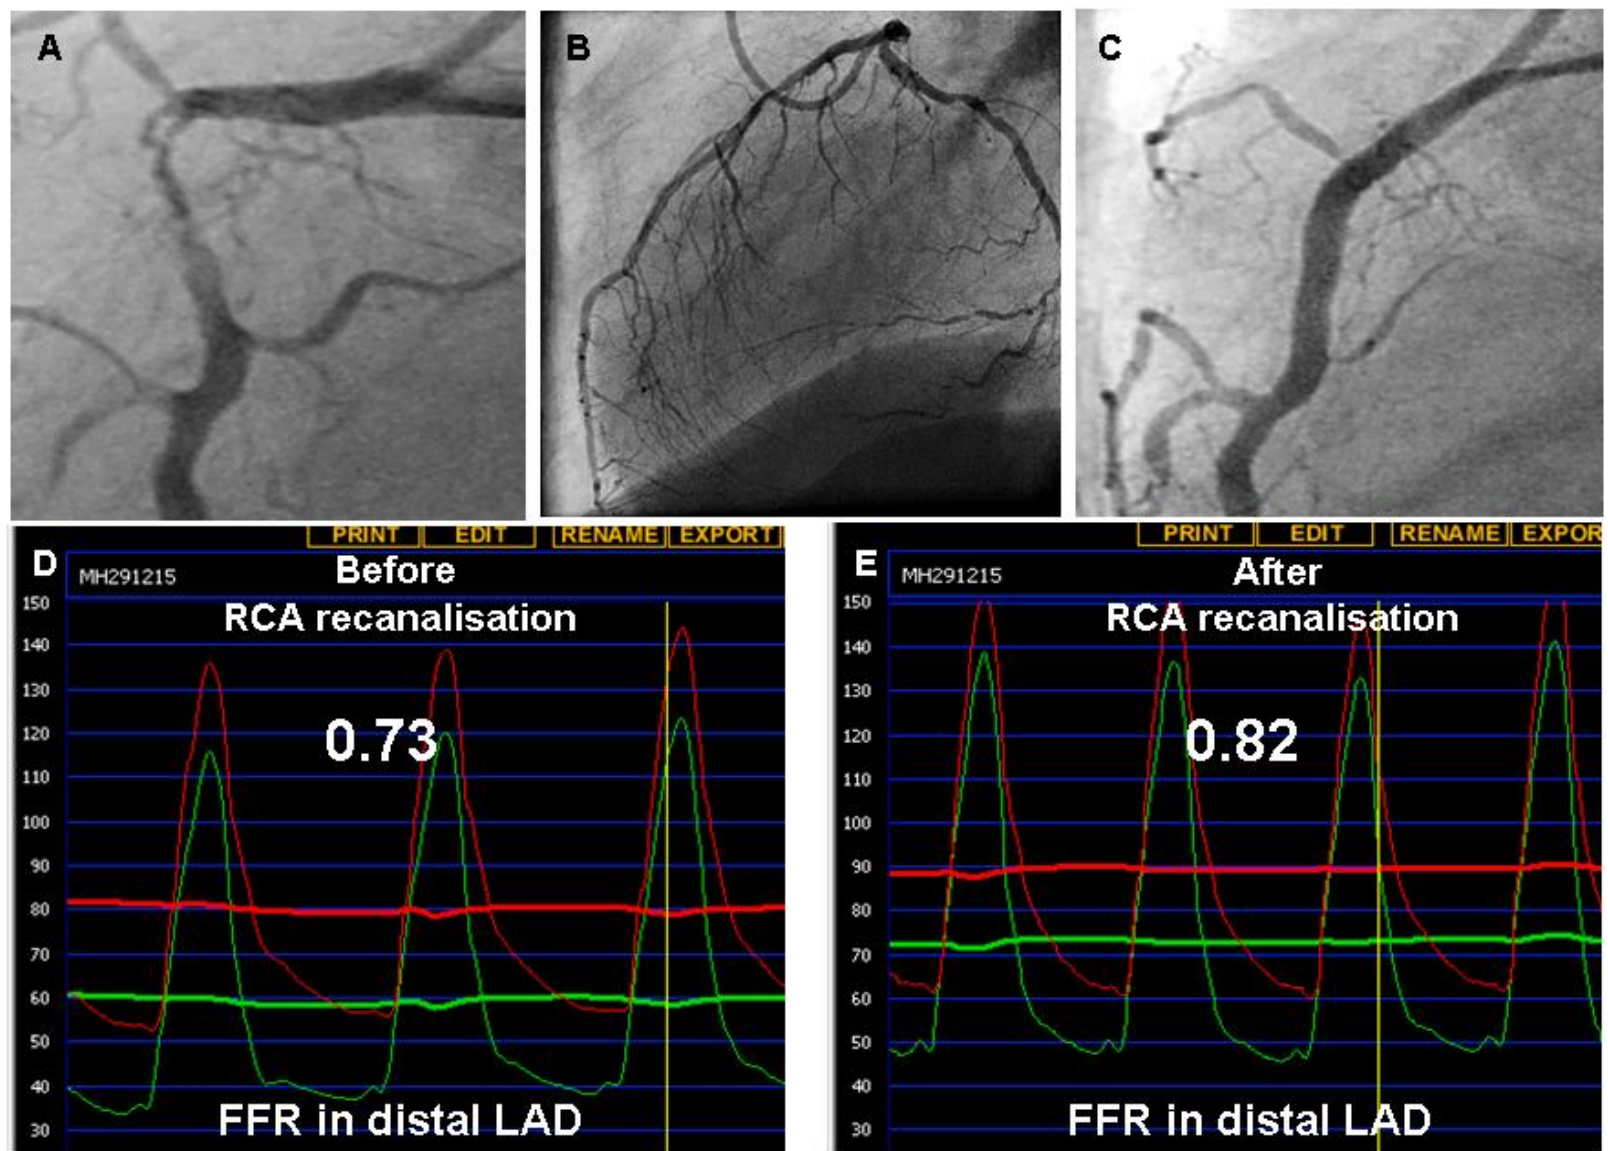 A
B
C
PRINT EDIT RENAME EXPORT
D
MH291215
Before
RCA recanalisation
0.73
150
140
130
120
110
100
90
80
70
60
50
40
30
FFR in distal LAD
PRINT EDIT RENAME EXPOR
E
MH291215
After
RCA recanalisation
0.82
150
140
130
120
110
100
90
80
70
60
50
40
30
FFR in distal LAD